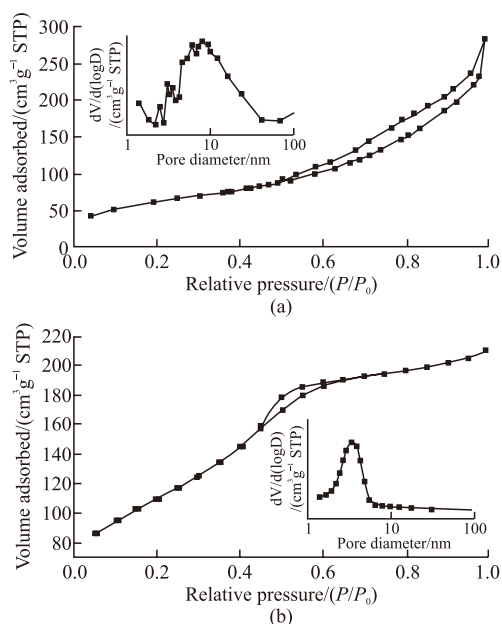 Volume adsorbed/(cm³g⁻¹ STP)
300
250
200
150
100
50
0
0.0 0.2 0.4 0.6 0.8 1.0
Relative pressure/(P/P₀)
dV/d(logD)
/(cm³g⁻¹ STP)
1 10 100
Pore diameter/nm
(a)
Volume adsorbed/(cm³g⁻¹ STP)
220
200
180
160
140
120
100
80
0.0 0.2 0.4 0.6 0.8 1.0
Relative pressure/(P/P₀)
dV/d(logD)
/(cm³g⁻¹ STP)
1 10 100
Pore diameter/nm
(b)